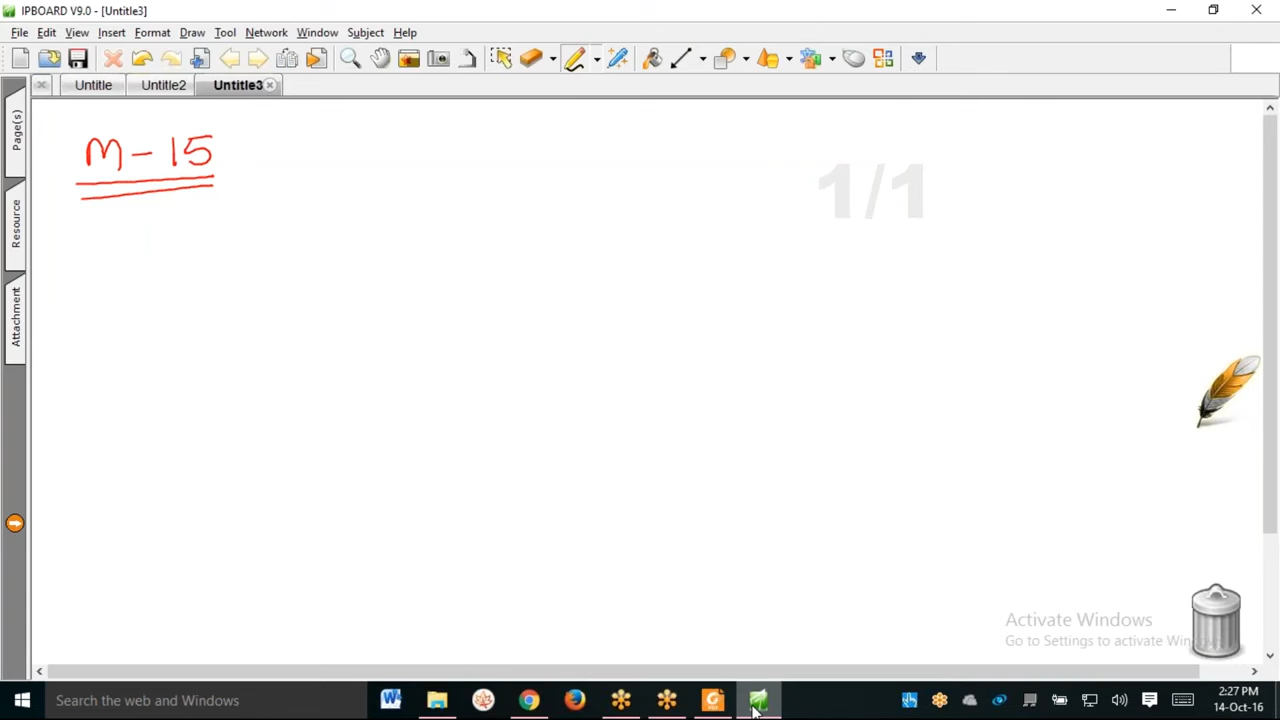 IPBOARD V9.0 - [Untitle3]
File Edit View Insert Format Draw Tool Network Window Subject Help
Untitle Untitle2 Untitle3
Page(s)
Resource
Attachment
M - 15
1/1
Activate Windows
Go to Settings to activate Windows.
Search the web and Windows
2:27 PM
14-Oct-16